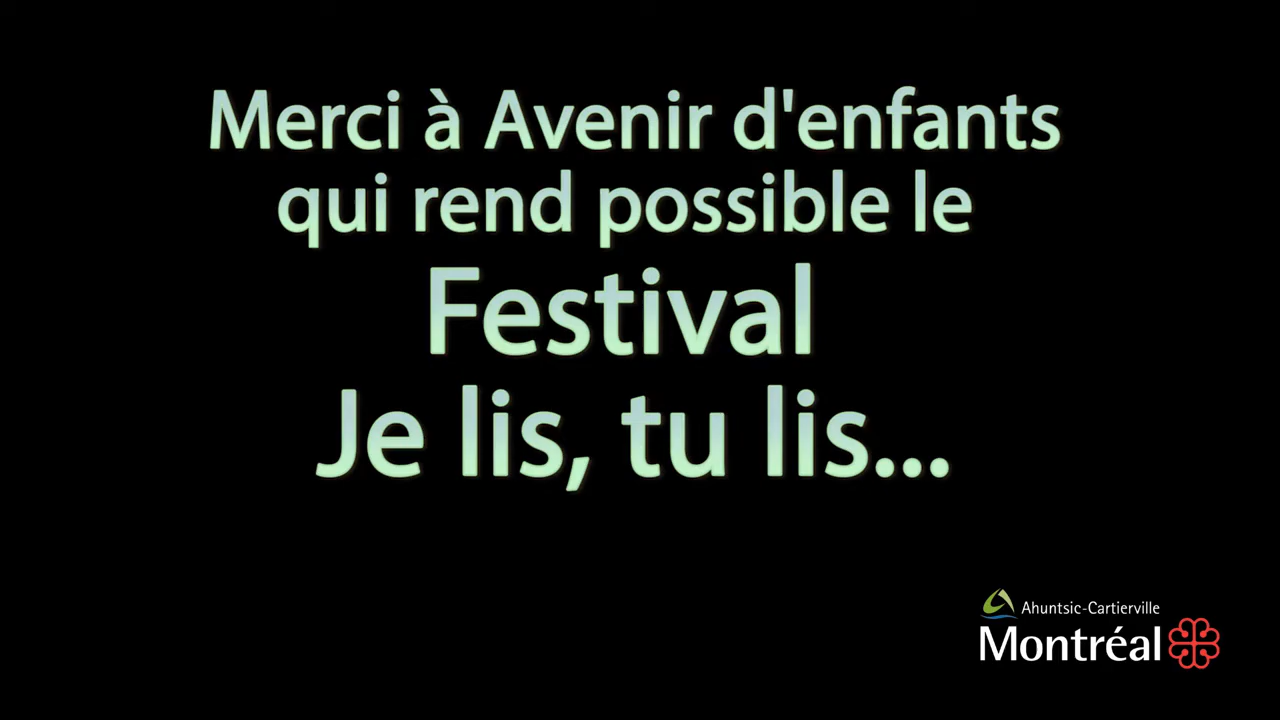 Merci à Avenir d'enfants
qui rend possible le
Festival
Je lis, tu lis...
Ahuntsic-Cartierville
Montréal